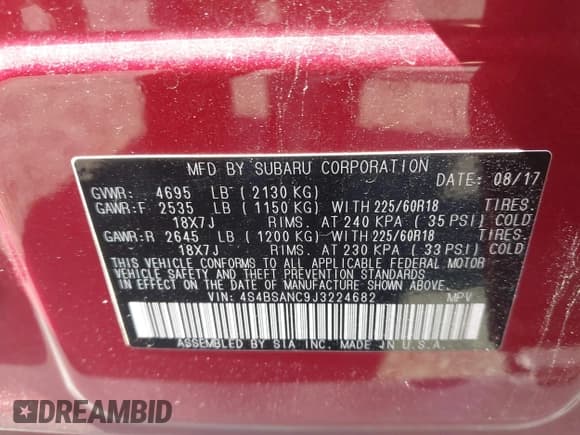 MFD BY SUBARU CORPORATION
DATE: 08/17
GVWR: 4695 LB (2130 KG)
GAWR:F 2535 LB (1150 KG) WITH 225/60R18 TIRES.
18X7J RIMS. AT 240 KPA (35 PSI) COLD
GAWR:R 2645 LB (1200 KG) WITH 225/60R18 TIRES.
18X7J RIMS. AT 230 KPA (33 PSI) COLD
THIS VEHICLE CONFORMS TO ALL APPLICABLE FEDERAL MOTOR
VEHICLE SAFETY AND THEFT PREVENTION STANDARDS
IN EFFECT ON THE DATE OF MANUFACTURE SHOWN ABOVE.
VIN: 4S4BSANC9J3224682 MPV
ASSEMBLED BY SIA INC. MADE IN U.S.A.
DREAMBID